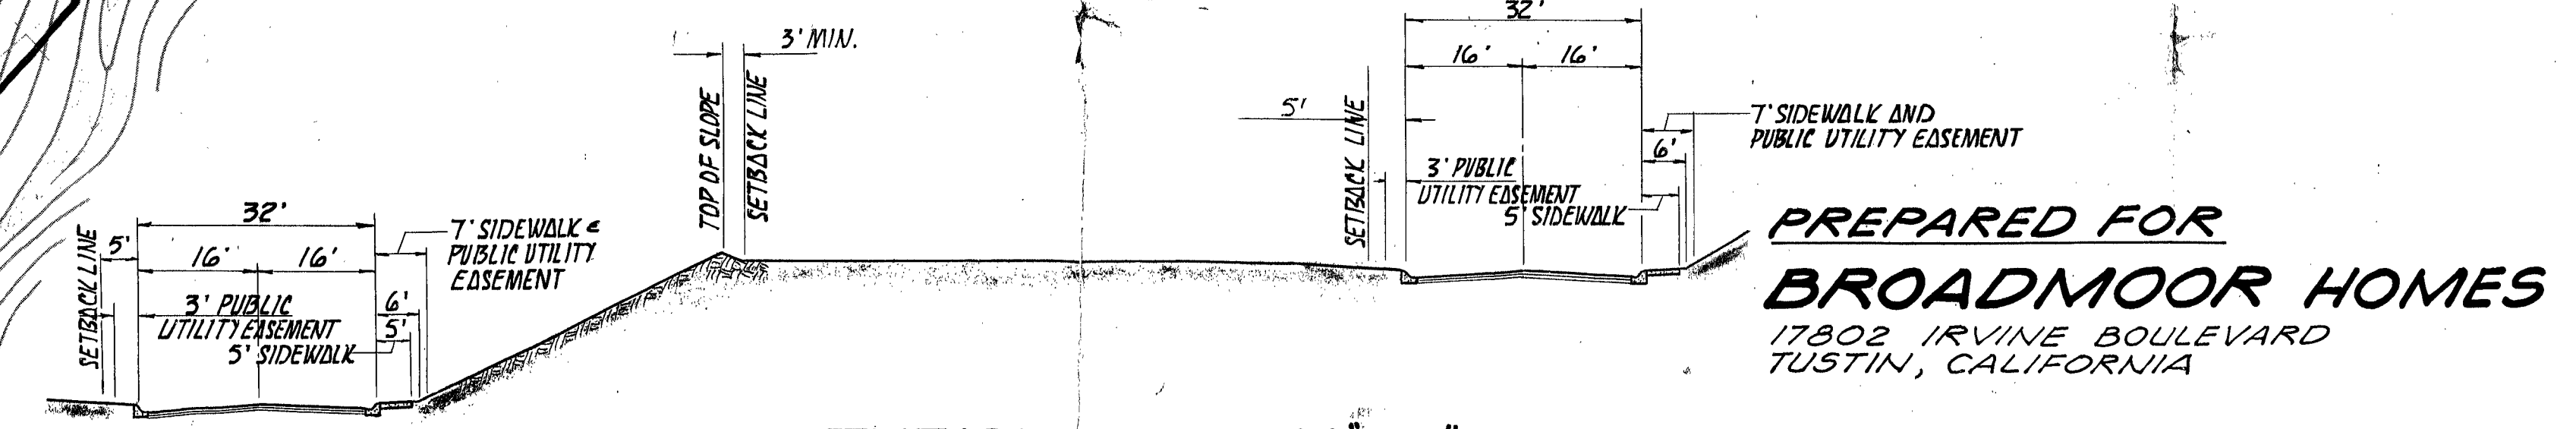 32'
3' MIN.
16' 16'
TOP OF SLOPE
SETBACK LINE
5'
SETBACK LINE
7' SIDEWALK AND
PUBLIC UTILITY EASEMENT
6'
3' PUBLIC
UTILITY EASEMENT
5' SIDEWALK
32'
7' SIDEWALK &
PUBLIC UTILITY
EASEMENT
SETBACK LINE
5'
16' 16'
3' PUBLIC
UTILITY EASEMENT
5' SIDEWALK
6'
5'
PREPARED FOR
BROADMOOR HOMES
17802 IRVINE BOULEVARD
TUSTIN, CALIFORNIA